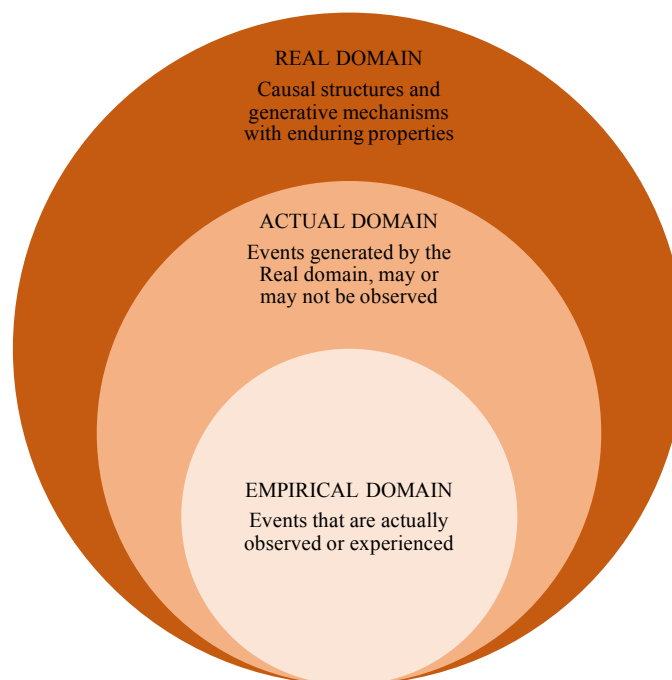 REAL DOMAIN
Causal structures and
generative mechanisms
with enduring properties
ACTUAL DOMAIN
Events generated by the
Real domain, may or
may not be observed
EMPIRICAL DOMAIN
Events that are actually
observed or experienced